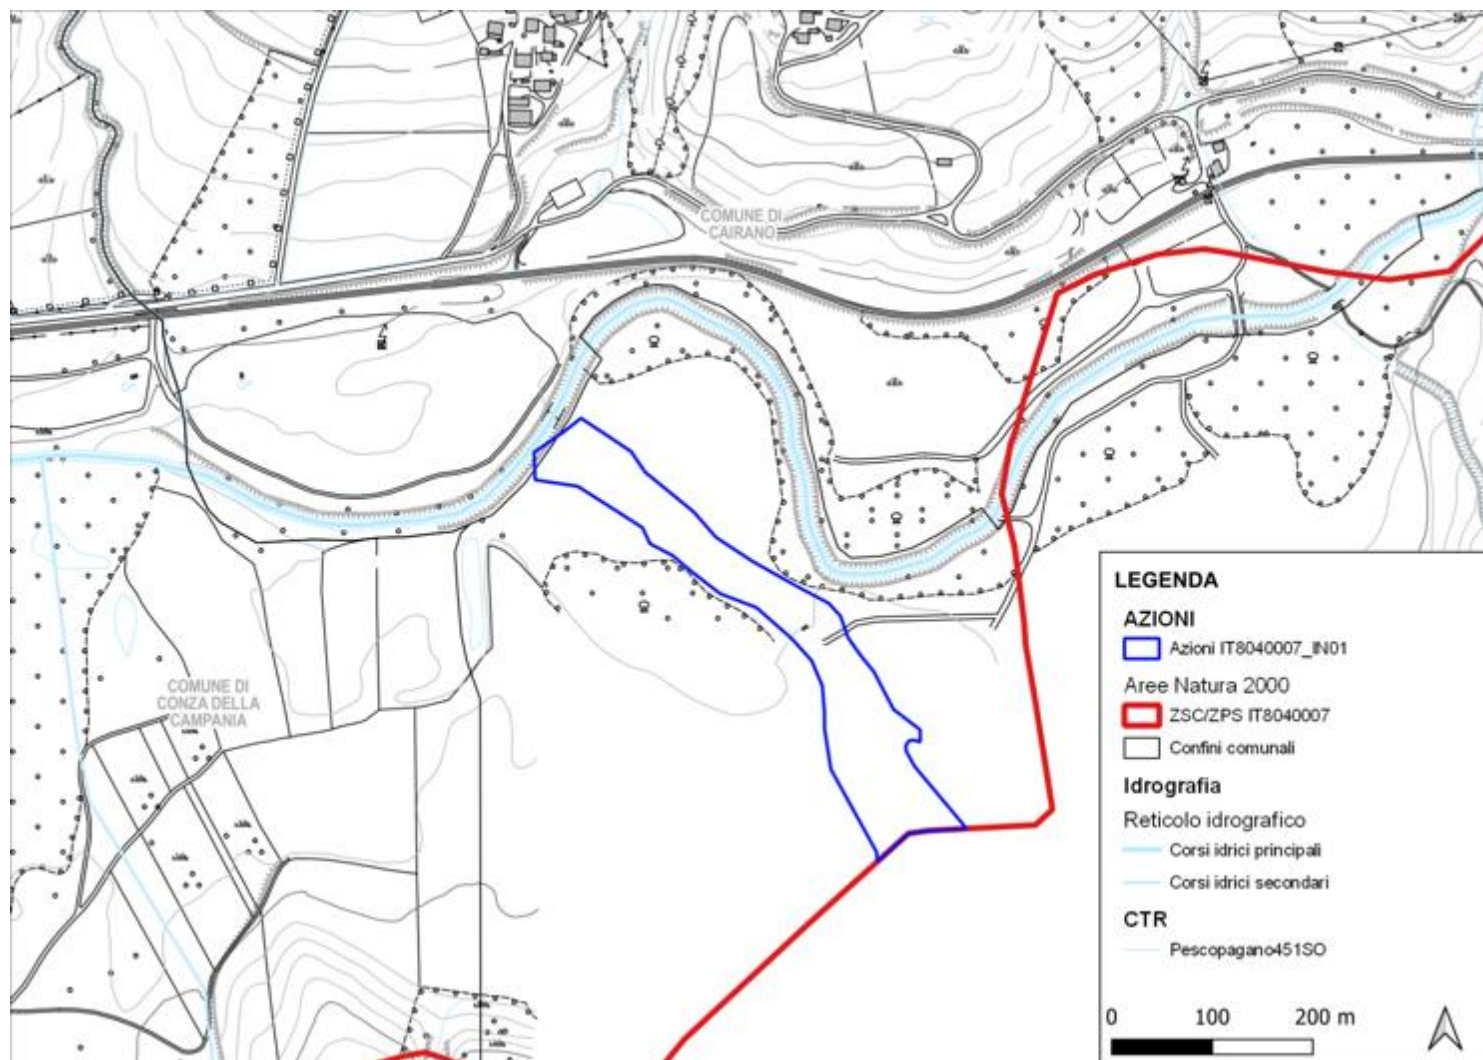 COMUNE DI
CAIRANO
COMUNE DI
CONZA DELLA
CAMPANIA
LEGENDA
AZIONI
Azioni IT8040007_IN01
Aree Natura 2000
ZSC/ZPS IT8040007
Confini comunali
Idrografia
Reticolo idrografico
Corsi idrici principali
Corsi idrici secondari
CTR
Pescopagano451SO
0 100 200 m